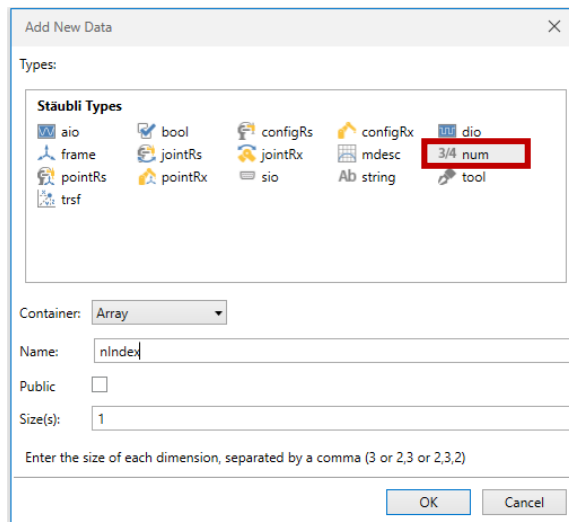 Add New Data
Types:
Stäubli Types
aio bool configRs configRx dio
frame jointRs jointRx mdesc 3/4 num
pointRs pointRx sio Ab string tool
trsf
Container: Array
Name: nIndex
Public
Size(s): 1
Enter the size of each dimension, separated by a comma (3 or 2,3 or 2,3,2)
OK Cancel